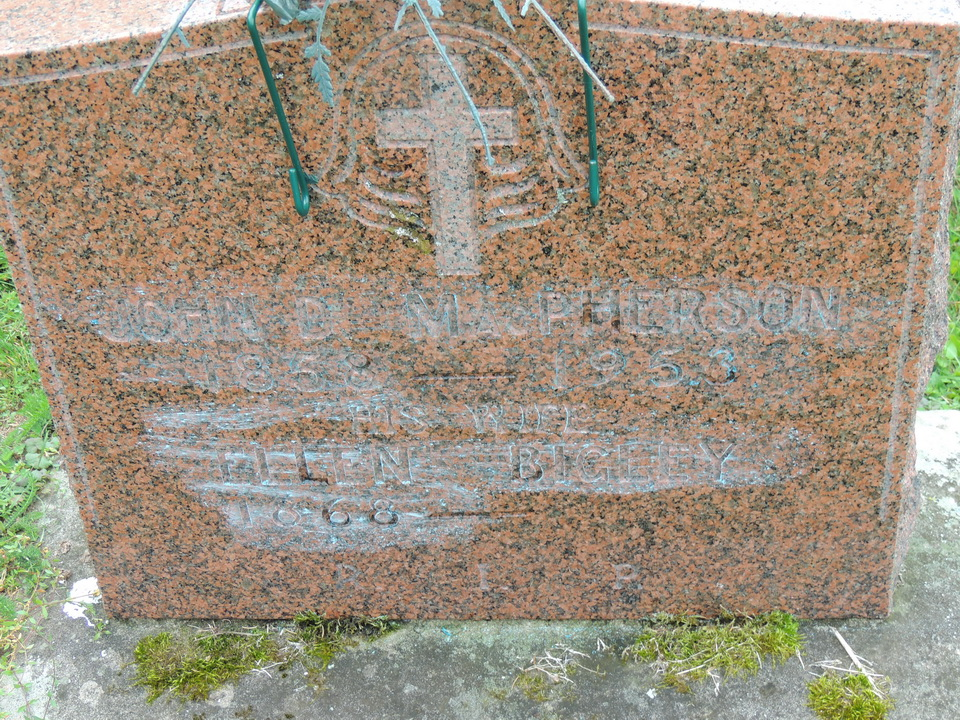 JOHN D. MACPHERSON
1858 — 1953
HIS WIFE
ELLEN BIGLEY
1868 —
R I P